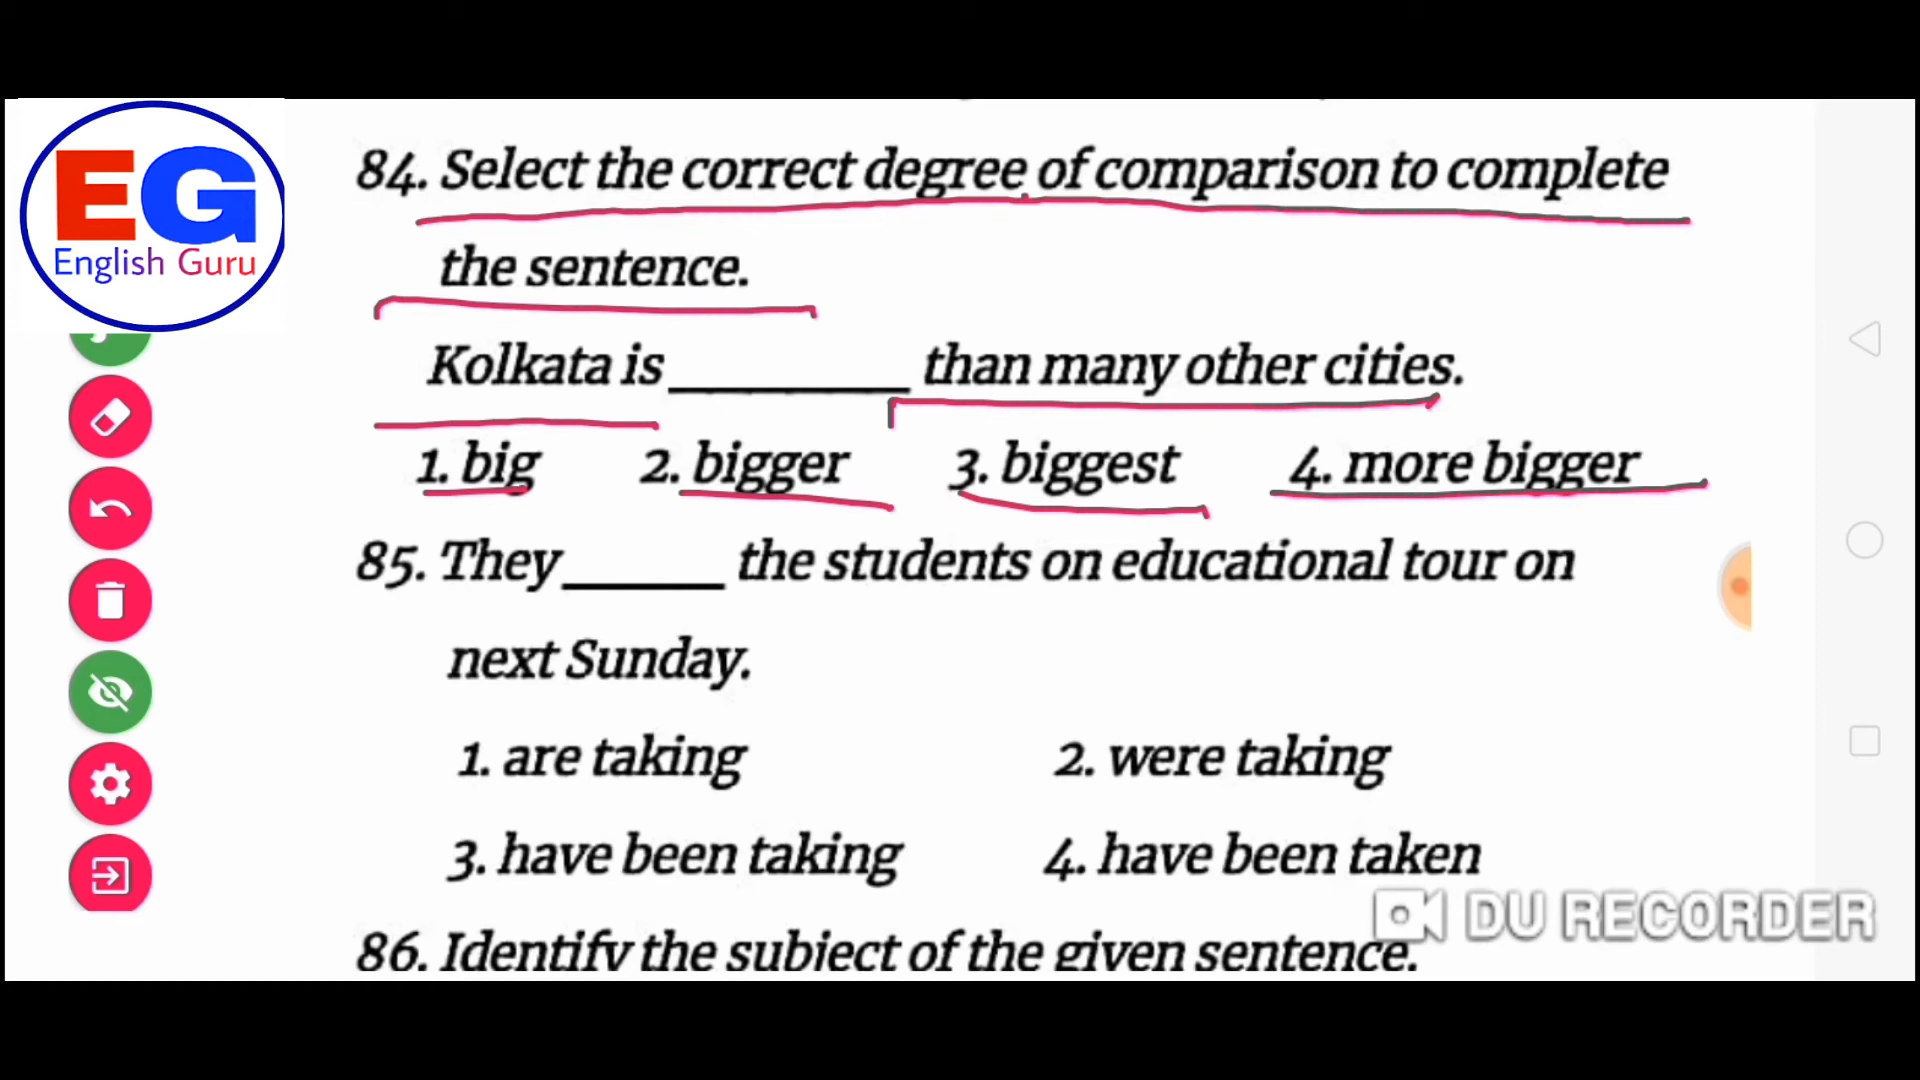 EG
English Guru
84. Select the correct degree of comparison to complete
the sentence.
Kolkata is _________ than many other cities.
1. big 2. bigger 3. biggest 4. more bigger
85. They ______ the students on educational tour on
next Sunday.
1. are taking 2. were taking
3. have been taking 4. have been taken
DU RECORDER
86. Identify the subject of the given sentence.